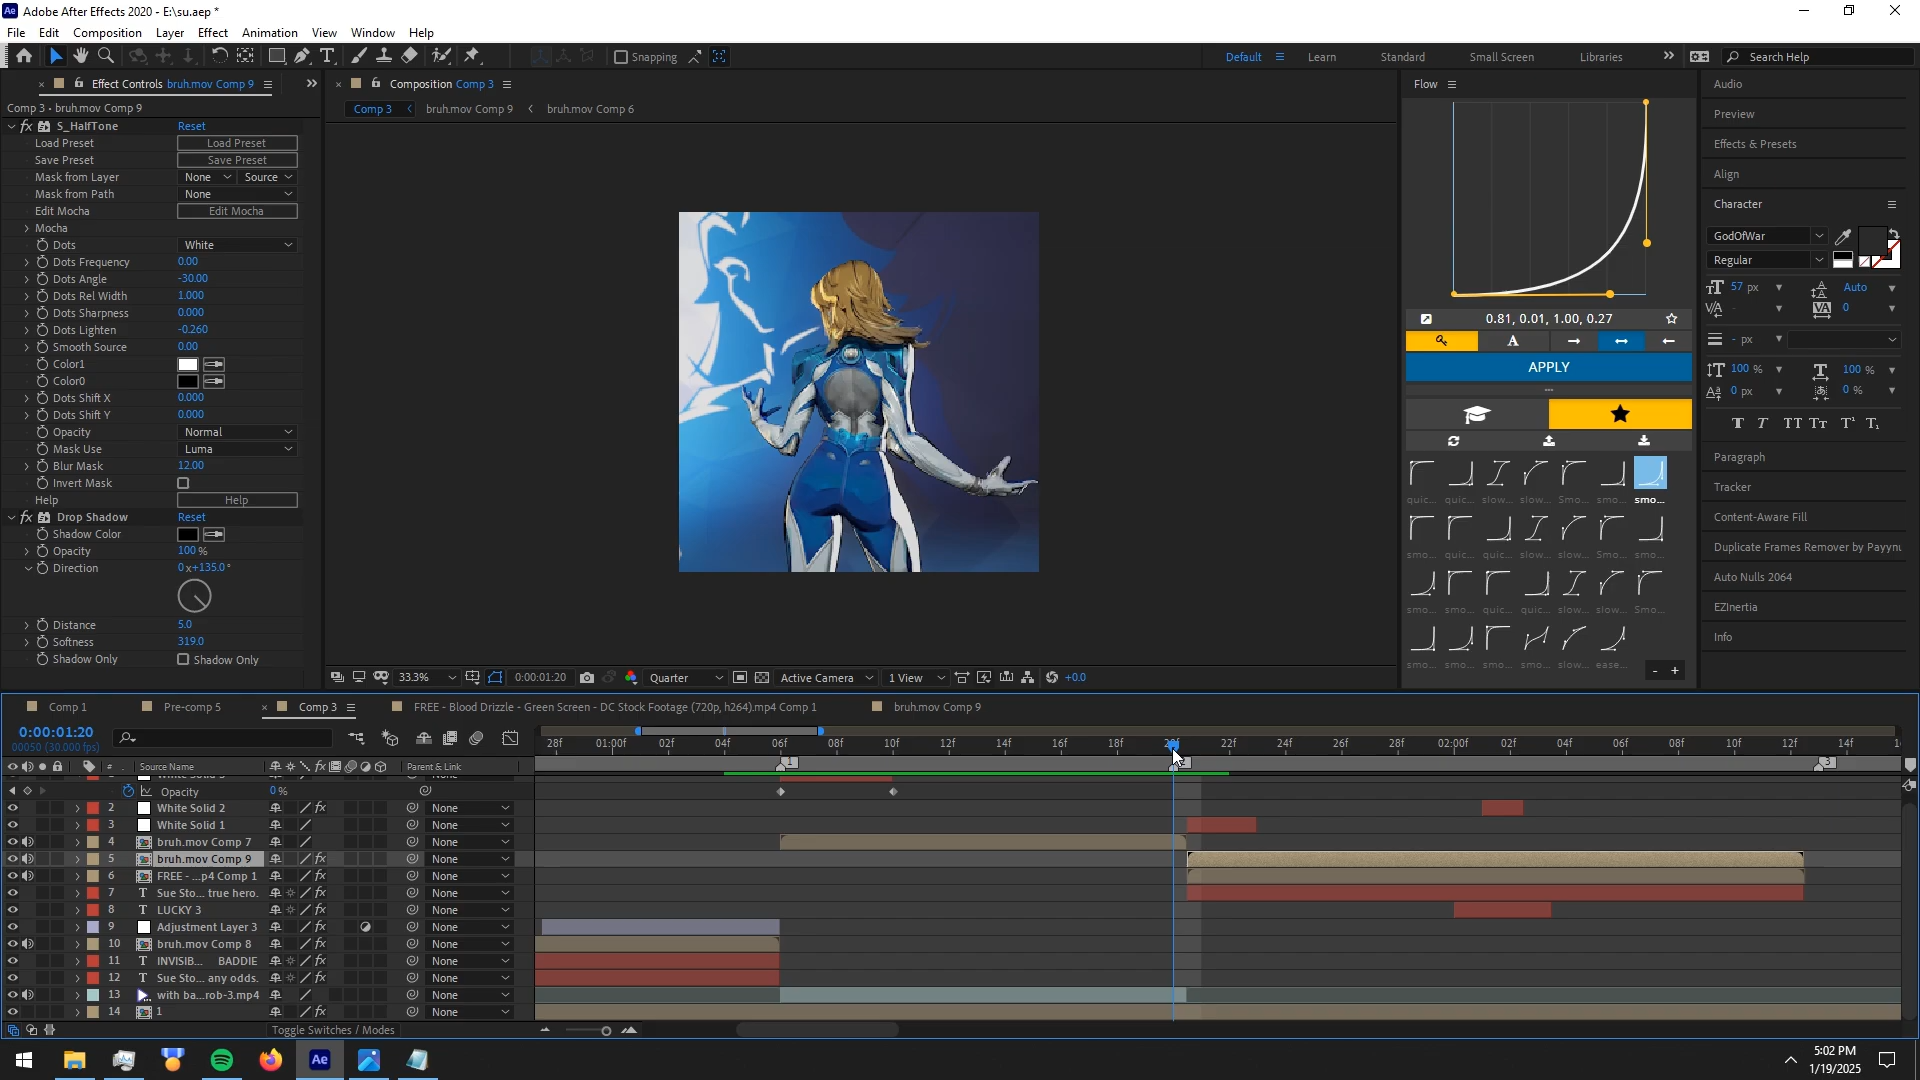 Adobe After Effects 2020 - E:\su.aep *
File Edit Composition Layer Effect Animation View Window Help
Snapping
Default Learn Standard Small Screen Libraries
Search Help
Effect Controls bruh.mov Comp 9
Comp 3 • bruh.mov Comp 9
fx S_HalfTone Reset
Load Preset Load Preset
Save Preset Save Preset
Mask from Layer None Source
Mask from Path None
Edit Mocha Edit Mocha
Mocha
Dots White
Dots Frequency 0.00
Dots Angle -30.00
Dots Rel Width 1.000
Dots Sharpness 0.000
Dots Lighten -0.260
Smooth Source 0.00
Color1
Color0
Dots Shift X 0.000
Dots Shift Y 0.000
Opacity Normal
Mask Use Luma
Blur Mask 12.00
Invert Mask
Help Help
fx Drop Shadow Reset
Shadow Color
Opacity 100 %
Direction 0x+135.0°
Distance 5.0
Softness 319.0
Shadow Only Shadow Only
Composition Comp 3
Comp 3 bruh.mov Comp 9 bruh.mov Comp 6
33.3% 0:00:01:20 Quarter Active Camera 1 View +0.0
Flow
0.81, 0.01, 1.00, 0.27
A
APPLY
quic... smo... slow... slow... Smo... smo... smo...
smo... quic... smo... slow... slow... Smo... smo...
smo... smo... quic... quic... slow... slow... Smo...
smo... smo... smo... smo... slow... ease...
- +
Audio
Preview
Effects & Presets
Align
Character
GodOfWar
Regular
57 px Auto
- 0
- px
100 % 100 %
0 px 0 %
T T TT Tт T¹ T₁
Paragraph
Tracker
Content-Aware Fill
Duplicate Frames Remover by Payynu
Auto Nulls 2064
EZInertia
Info
Comp 1 Pre-comp 5 Comp 3 FREE - Blood Drizzle - Green Screen - DC Stock Footage (720p, h264).mp4 Comp 1 bruh.mov Comp 9
0:00:01:20
00050 (30.000 fps)
28f 01:00f 02f 04f 06f 08f 10f 12f 14f 16f 18f 20f 22f 24f 26f 28f 02:00f 02f 04f 06f 08f 10f 12f 14f
# Source Name Parent & Link
1 3
Opacity 0 %
2 White Solid 2 fx None
3 White Solid 1 None
4 bruh.mov Comp 7 None
5 bruh.mov Comp 9 fx None
6 FREE - ...p4 Comp 1 fx None
7 T Sue Sto... true hero. fx None
8 T LUCKY 3 fx None
9 Adjustment Layer 3 fx None
10 bruh.mov Comp 8 fx None
11 T INVISIB... BADDIE fx None
12 T Sue Sto... any odds. fx None
13 with ba...rob-3.mp4 None
14 1 fx None
Toggle Switches / Modes
5:02 PM
1/19/2025